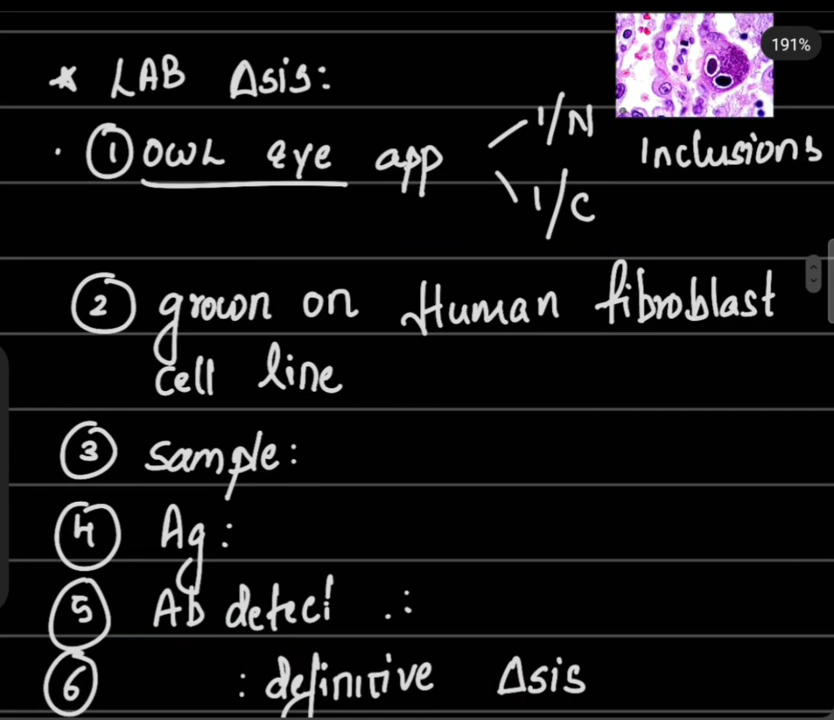 191%
* LAB Δsis:
· ① OWL eye app I/N Inclusions
I/C
② grown on Human fibroblast
cell line
③ sample:
④ Ag:
⑤ Ab detect .:
⑥ : definitive Δsis